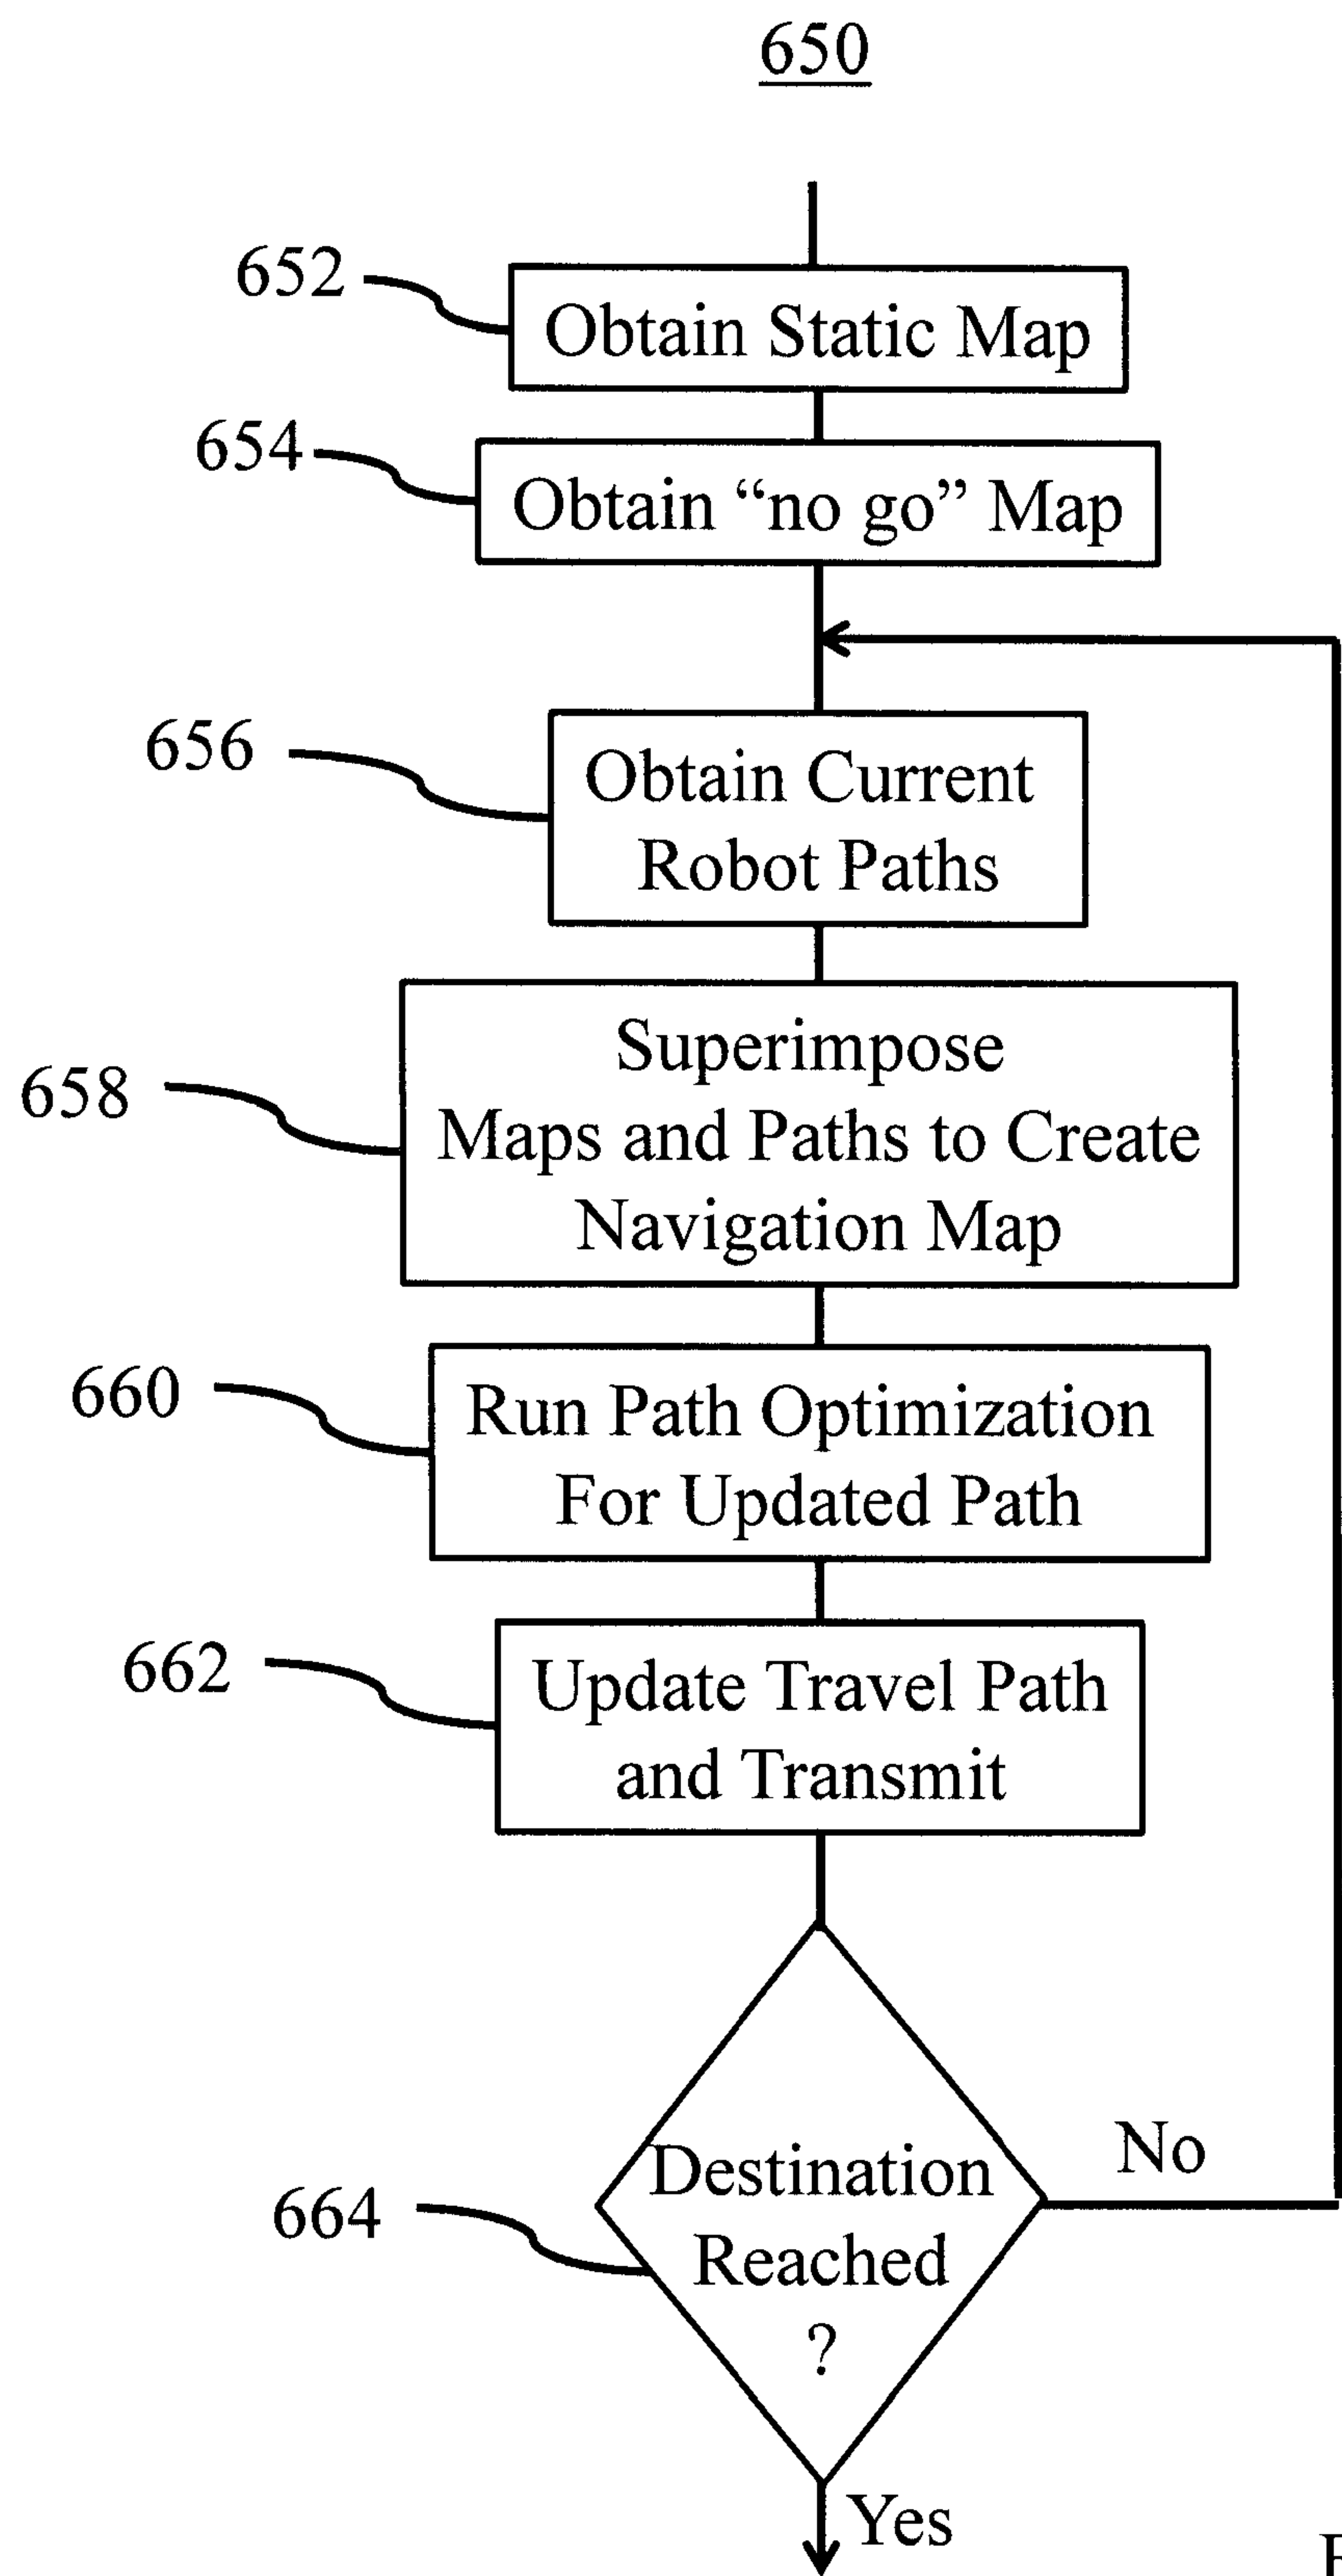 650
652
Obtain Static Map
654
Obtain “no go” Map
656
Obtain Current
Robot Paths
658
Superimpose
Maps and Paths to Create
Navigation Map
660
Run Path Optimization
For Updated Path
662
Update Travel Path
and Transmit
664
Destination
Reached
?
No
Yes